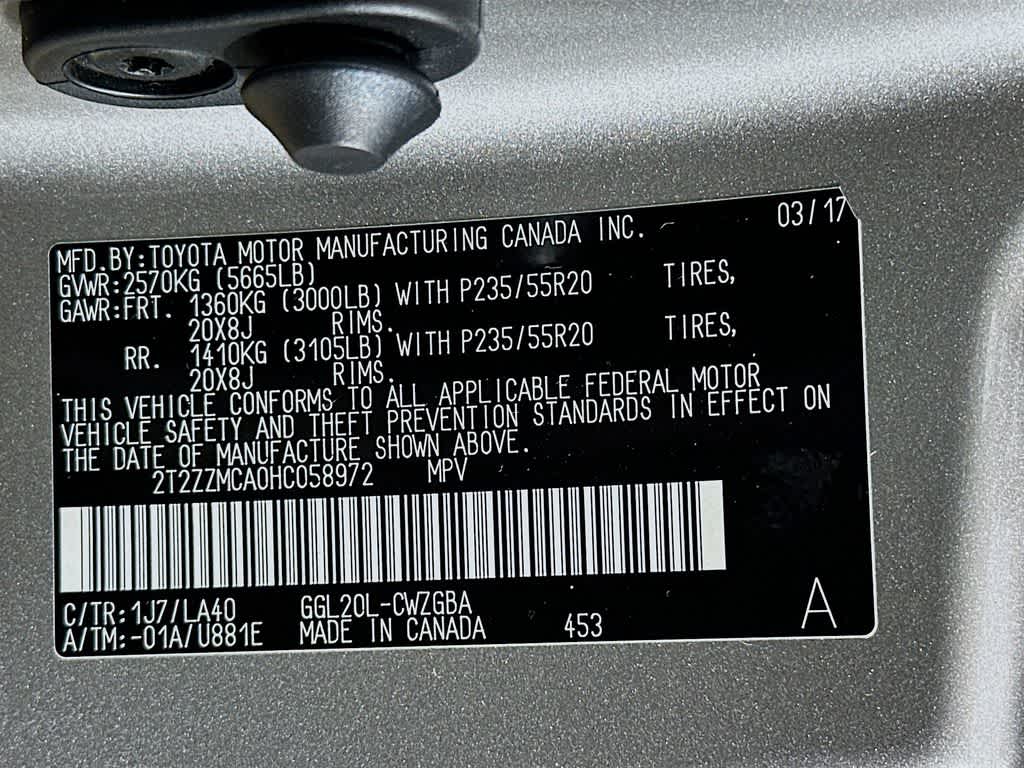 03/17
MFD.BY:TOYOTA MOTOR MANUFACTURING CANADA INC.
GVWR:2570KG (5665LB)
GAWR:FRT. 1360KG (3000LB) WITH P235/55R20 TIRES,
20X8J RIMS.
RR. 1410KG (3105LB) WITH P235/55R20 TIRES,
20X8J RIMS.
THIS VEHICLE CONFORMS TO ALL APPLICABLE FEDERAL MOTOR
VEHICLE SAFETY AND THEFT PREVENTION STANDARDS IN EFFECT ON
THE DATE OF MANUFACTURE SHOWN ABOVE.
2T2ZZMCA0HC058972 MPV
C/TR:1J7/LA40 GGL20L-CWZGBA
A/TM:-01A/U881E MADE IN CANADA 453 A